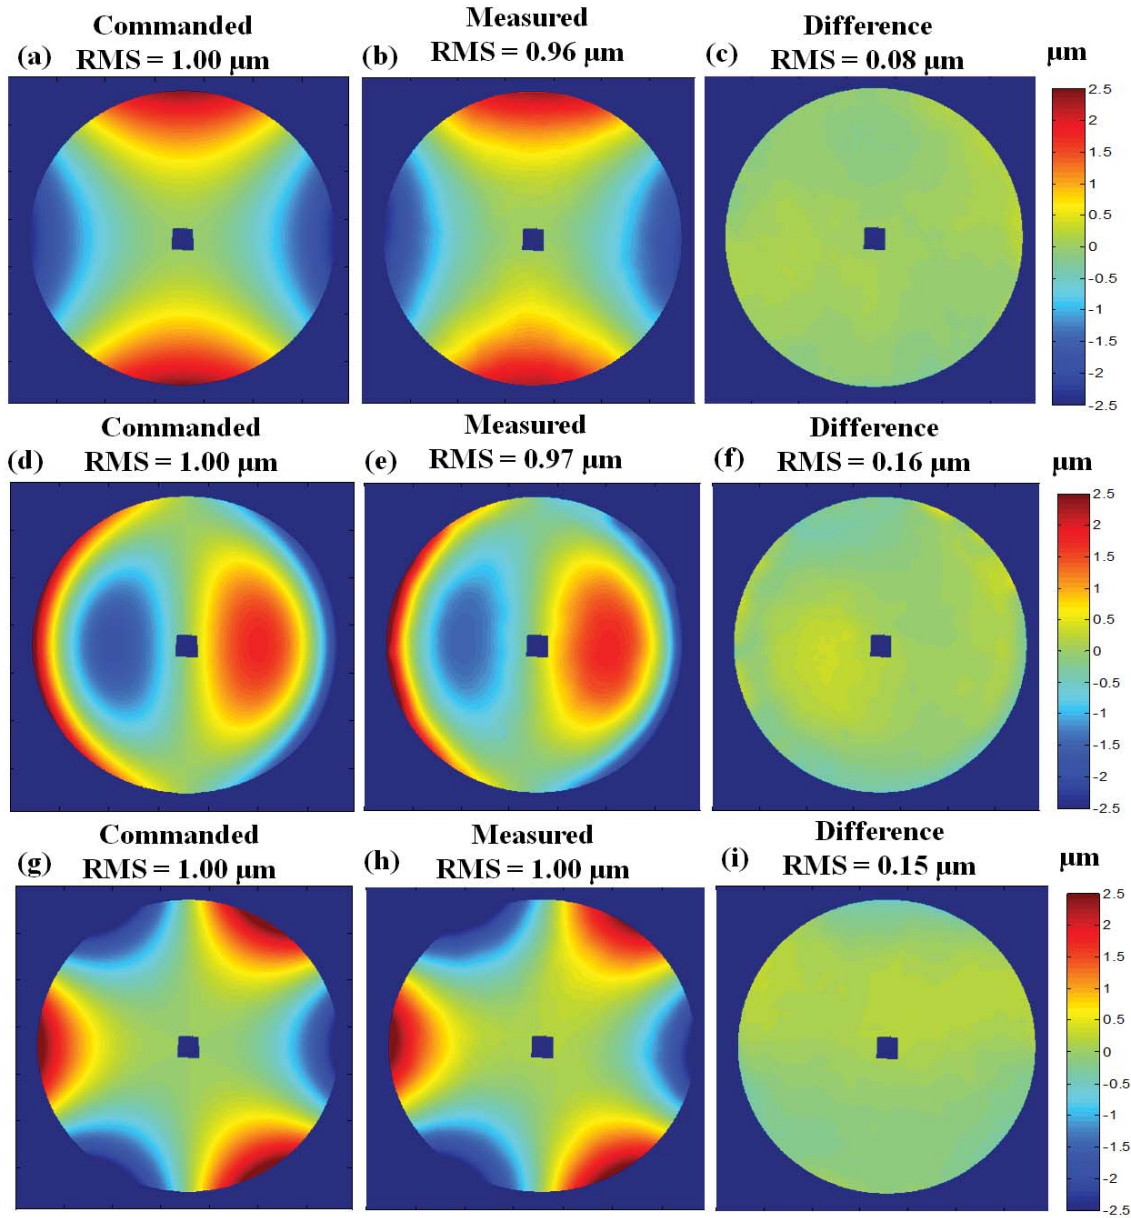 Commanded
(a) RMS = 1.00 μm
Measured
(b) RMS = 0.96 μm
Difference
(c) RMS = 0.08 μm
μm
2.5
2
1.5
1
0.5
0
-0.5
-1
-1.5
-2
-2.5
Commanded
(d) RMS = 1.00 μm
Measured
(e) RMS = 0.97 μm
Difference
(f) RMS = 0.16 μm
μm
2.5
2
1.5
1
0.5
0
-0.5
-1
-1.5
-2
-2.5
Commanded
(g) RMS = 1.00 μm
Measured
(h) RMS = 1.00 μm
Difference
(i) RMS = 0.15 μm
μm
2.5
2
1.5
1
0.5
0
-0.5
-1
-1.5
-2
-2.5